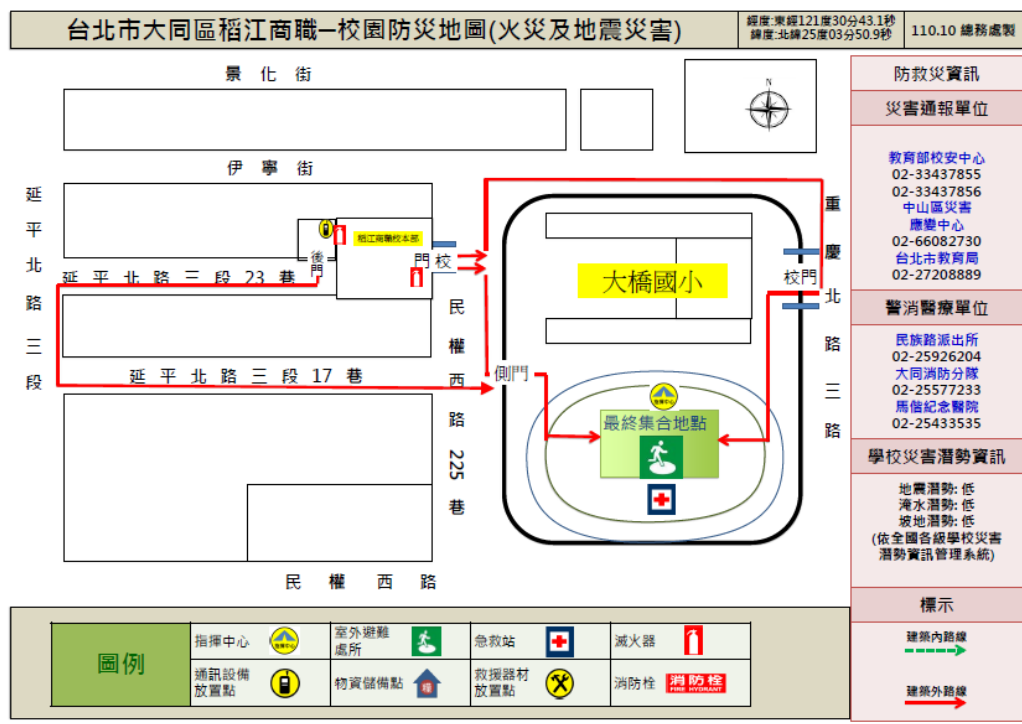 台北市大同區稻江商職–校園防災地圖(火災及地震災害)
經度:東經121度30分43.1秒
緯度:北緯25度03分50.9秒
110.10 總務處製
景化街
伊寧街
延平北路三段
N
稻江商職校本部
後門
門校
延平北路三段23巷
延平北路三段17巷
民權西路225巷
民權西路
大橋國小
校門
側門
重慶北路三路
指揮中心
最終集合地點
防救災資訊
災害通報單位
教育部校安中心
02-33437855
02-33437856
中山區災害
應變中心
02-66082730
台北市教育局
02-27208889
警消醫療單位
民族路派出所
02-25926204
大同消防分隊
02-25577233
馬偕紀念醫院
02-25433535
學校災害潛勢資訊
地震潛勢: 低
淹水潛勢: 低
坡地潛勢: 低
(依全國各級學校災害
潛勢資訊管理系統)
標示
建築內路線
建築外路線
圖例
指揮中心
指揮中心
室外避難
處所
急救站
滅火器
通訊設備
放置點
物資儲備點
救援器材
放置點
消防栓
消防栓
FIRE HYDRANT